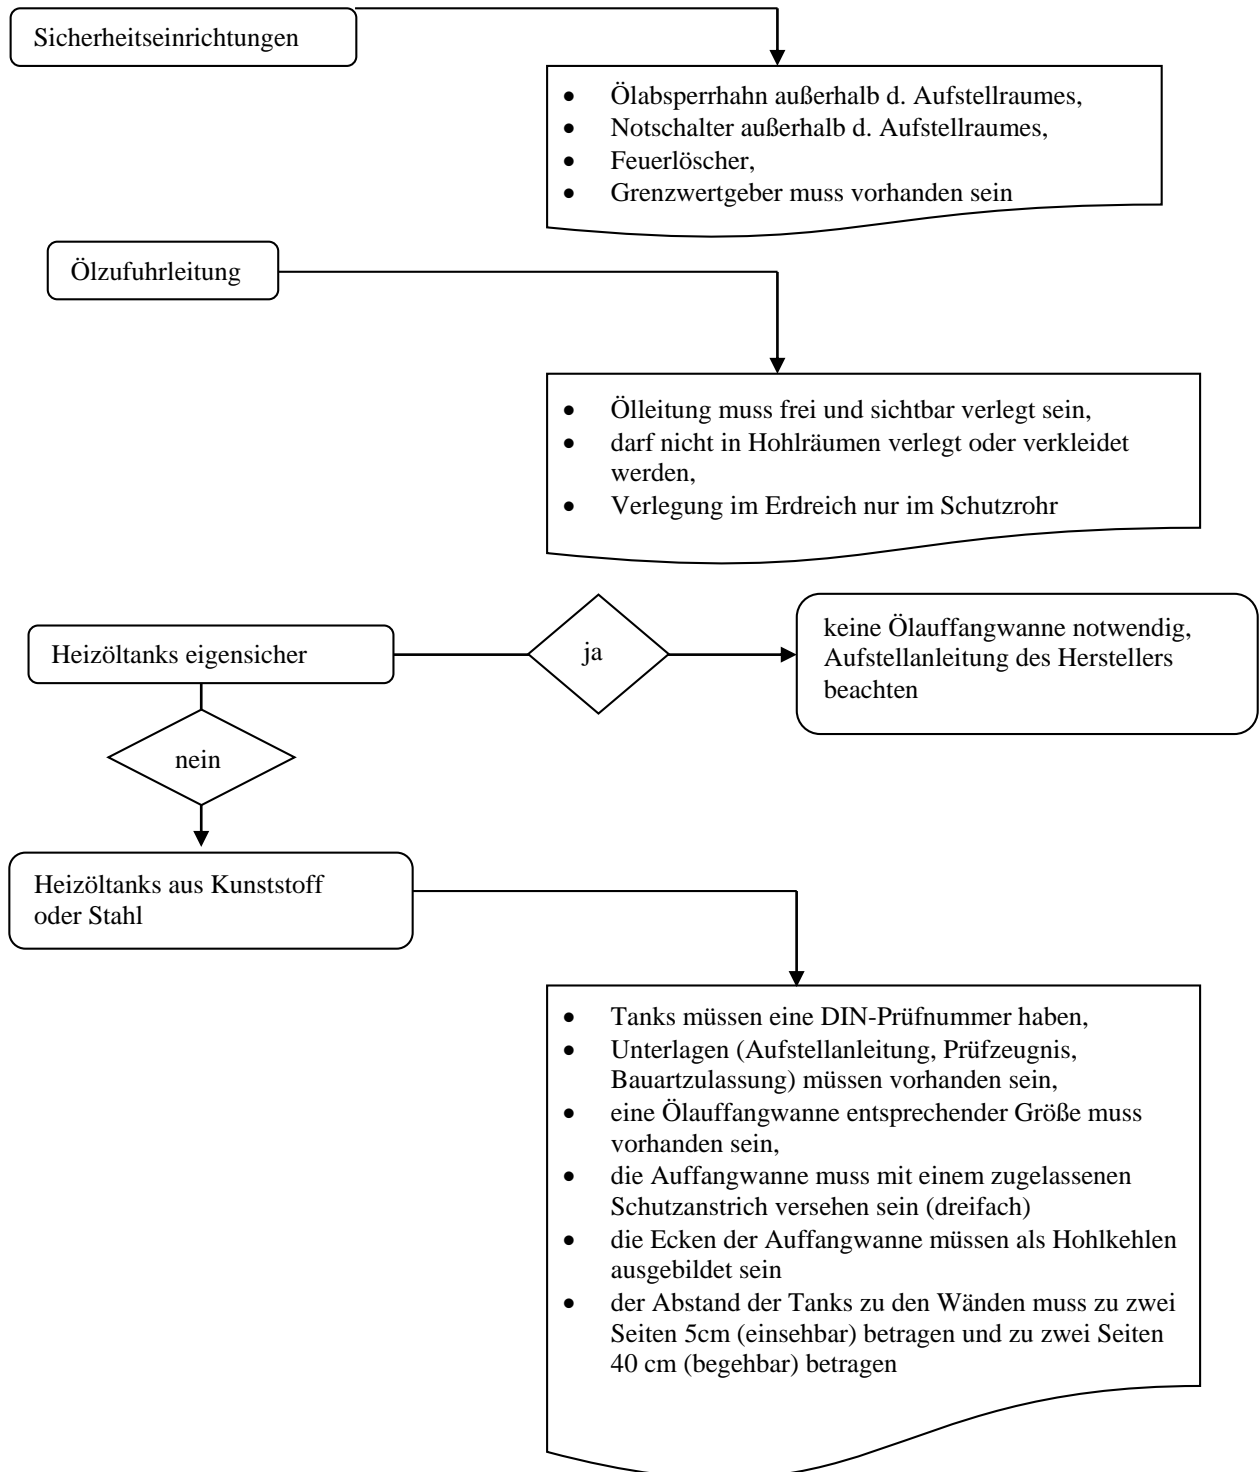 Sicherheitseinrichtungen
• Ölabsperrhahn außerhalb d. Aufstellraumes,
• Notschalter außerhalb d. Aufstellraumes,
• Feuerlöscher,
• Grenzwertgeber muss vorhanden sein
Ölzufuhrleitung
• Ölleitung muss frei und sichtbar verlegt sein,
• darf nicht in Hohlräumen verlegt oder verkleidet
werden,
• Verlegung im Erdreich nur im Schutzrohr
Heizöltanks eigensicher
ja
keine Ölauffangwanne notwendig,
Aufstellanleitung des Herstellers
beachten
nein
Heizöltanks aus Kunststoff
oder Stahl
• Tanks müssen eine DIN-Prüfnummer haben,
• Unterlagen (Aufstellanleitung, Prüfzeugnis,
Bauartzulassung) müssen vorhanden sein,
• eine Ölauffangwanne entsprechender Größe muss
vorhanden sein,
• die Auffangwanne muss mit einem zugelassenen
Schutzanstrich versehen sein (dreifach)
• die Ecken der Auffangwanne müssen als Hohlkehlen
ausgebildet sein
• der Abstand der Tanks zu den Wänden muss zu zwei
Seiten 5cm (einsehbar) betragen und zu zwei Seiten
40 cm (begehbar) betragen